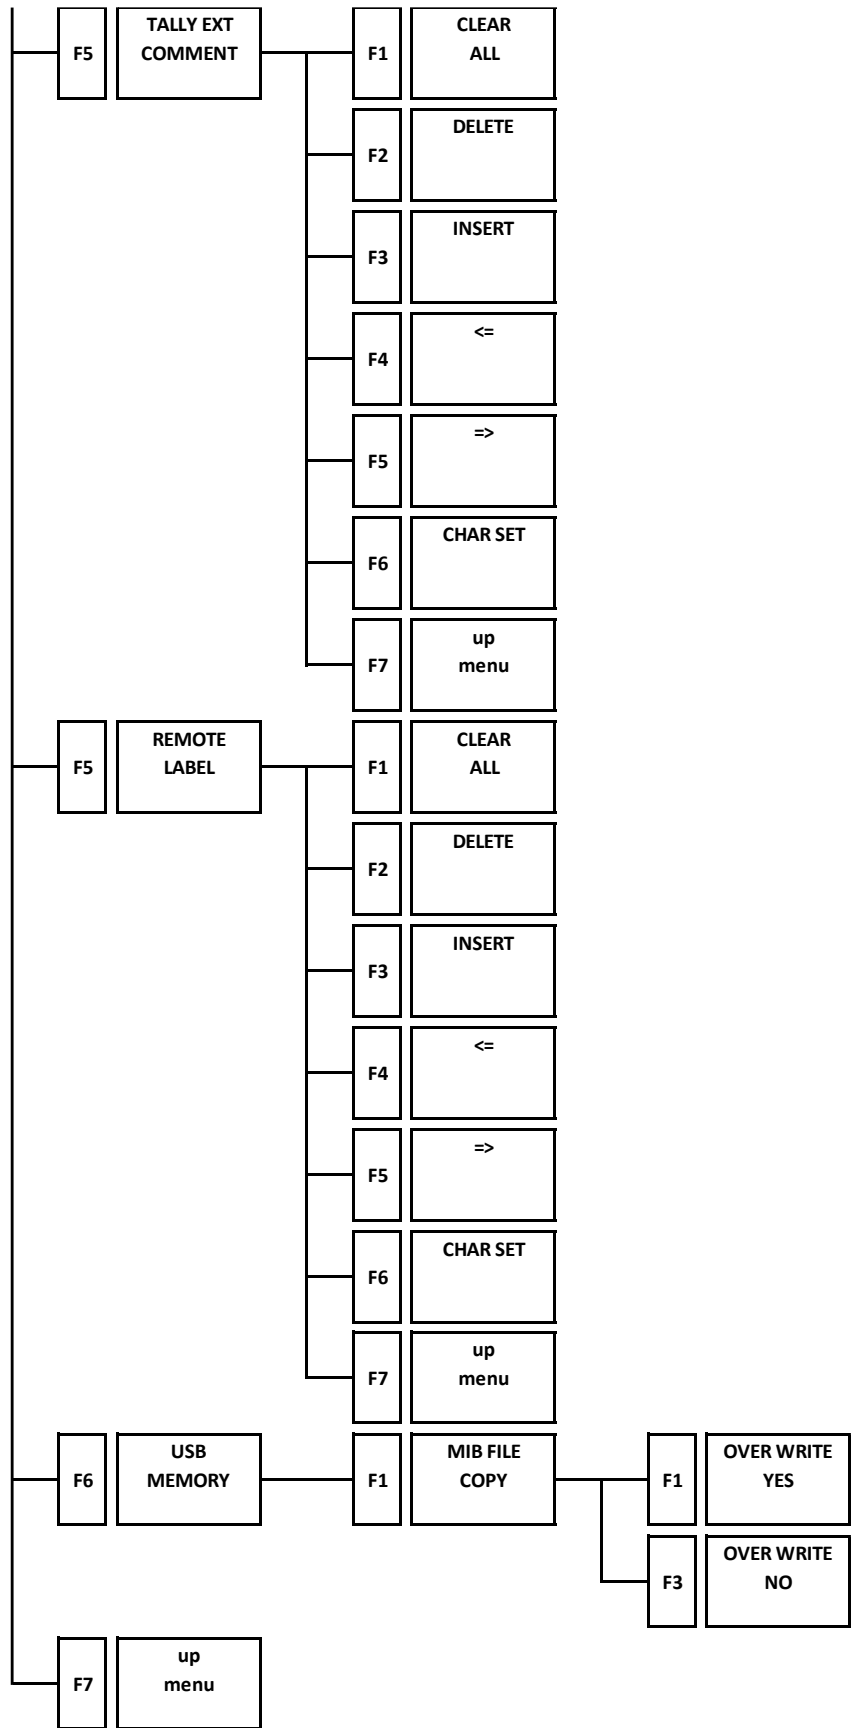 F5
TALLY EXT
COMMENT
F1
CLEAR
ALL
F2
DELETE
F3
INSERT
F4
<=
F5
=>
F6
CHAR SET
F7
up
menu
F5
REMOTE
LABEL
F1
CLEAR
ALL
F2
DELETE
F3
INSERT
F4
<=
F5
=>
F6
CHAR SET
F7
up
menu
F6
USB
MEMORY
F1
MIB FILE
COPY
F1
OVER WRITE
YES
F3
OVER WRITE
NO
F7
up
menu